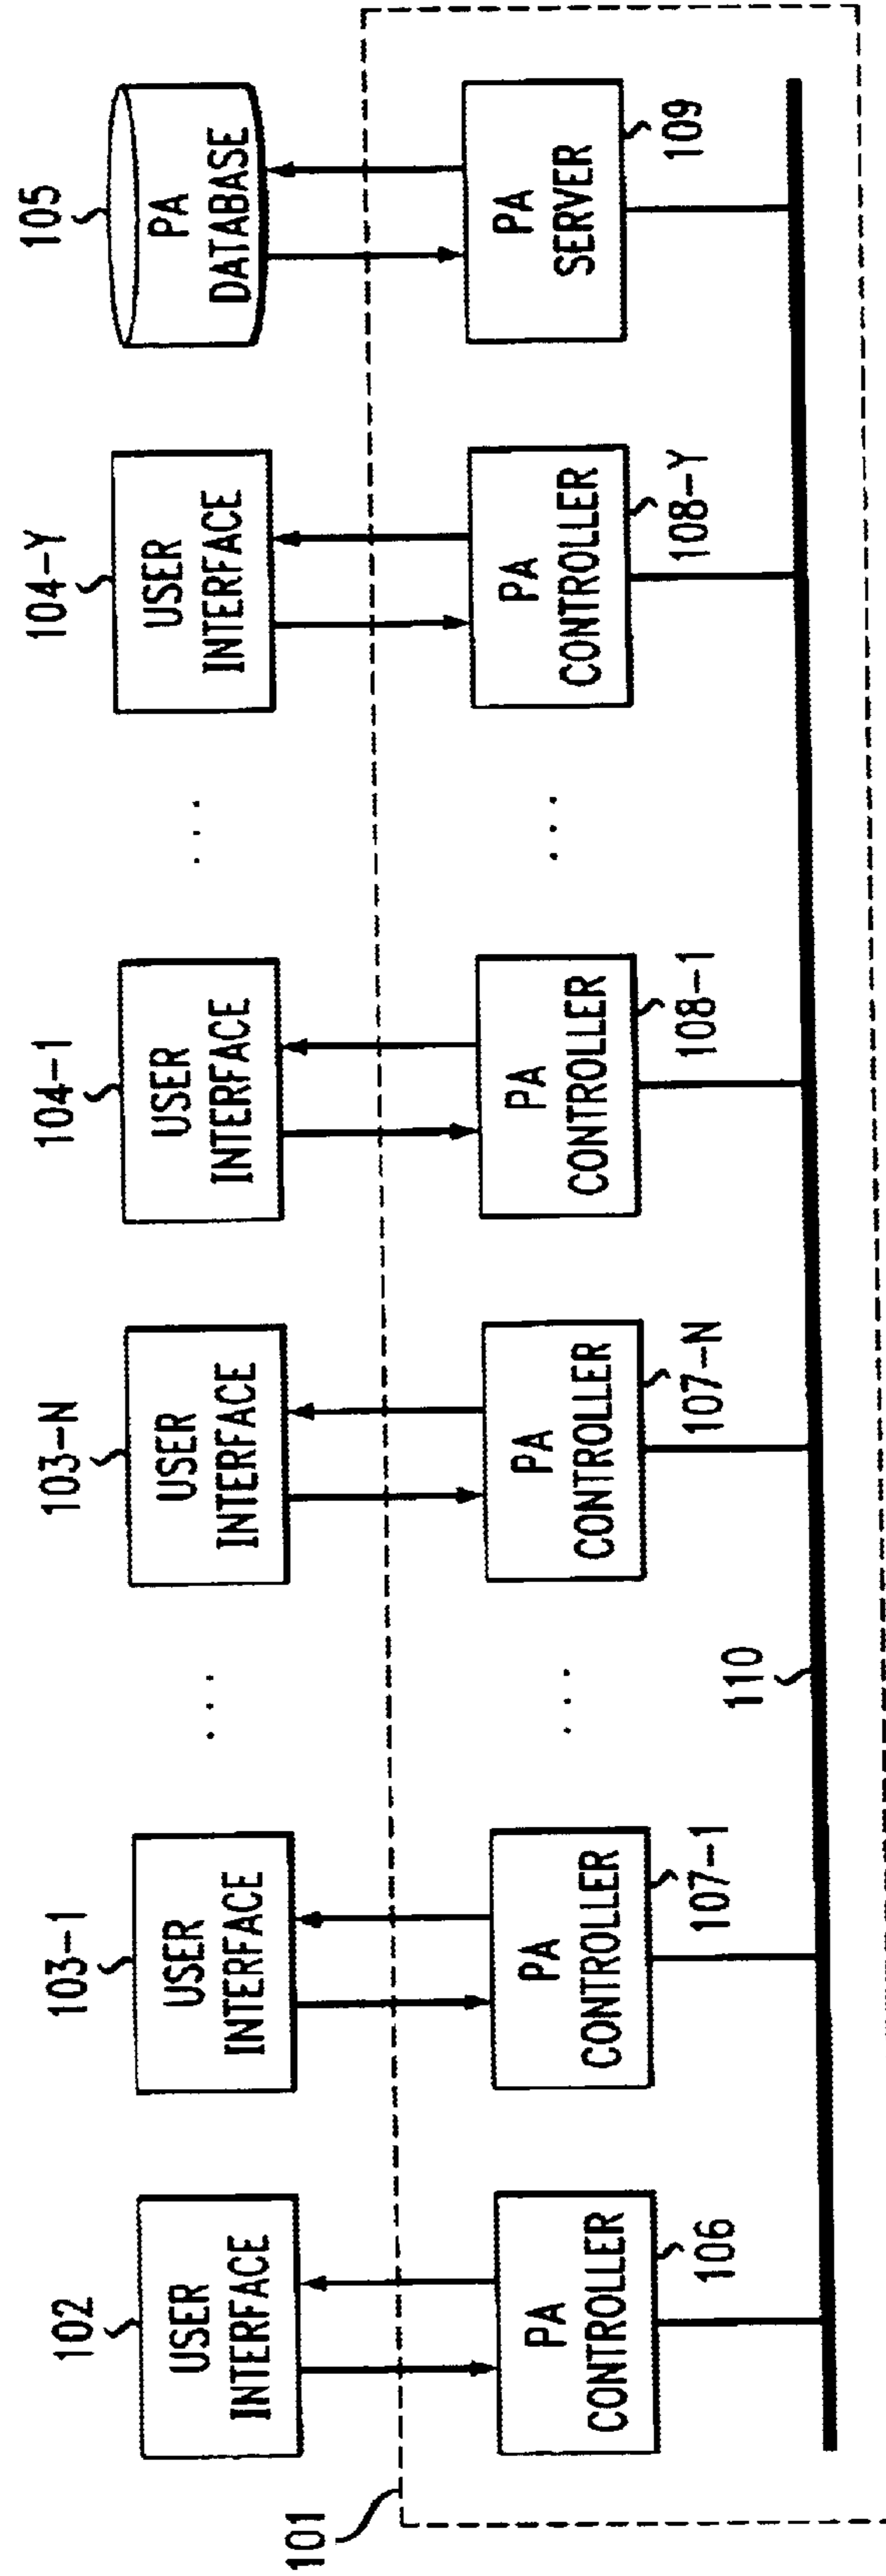 102
103-1
103-N
104-1
104-Y
105
USER
INTERFACE
USER
INTERFACE
...
USER
INTERFACE
USER
INTERFACE
...
USER
INTERFACE
PA
DATABASE
101
PA
CONTROLLER
PA
CONTROLLER
...
PA
CONTROLLER
PA
CONTROLLER
...
PA
CONTROLLER
PA
SERVER
106
107-1
107-N
108-1
108-Y
109
110